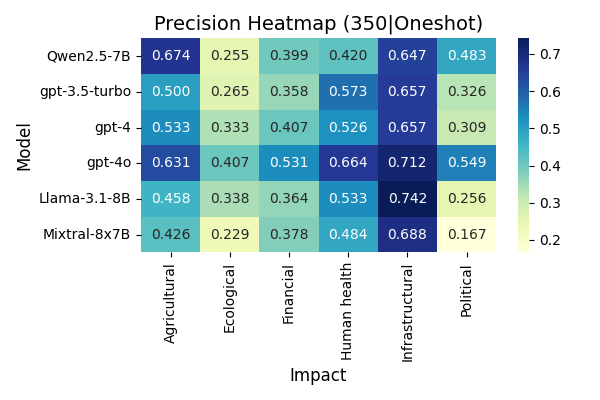 Precision Heatmap (350|Oneshot)
Model
Qwen2.5-7B 0.674 0.255 0.399 0.420 0.647 0.483
gpt-3.5-turbo 0.500 0.265 0.358 0.573 0.657 0.326
gpt-4 0.533 0.333 0.407 0.526 0.657 0.309
gpt-4o 0.631 0.407 0.531 0.664 0.712 0.549
Llama-3.1-8B 0.458 0.338 0.364 0.533 0.742 0.256
Mixtral-8x7B 0.426 0.229 0.378 0.484 0.688 0.167
Agricultural Ecological Financial Human health Infrastructural Political
Impact
0.7
0.6
0.5
0.4
0.3
0.2